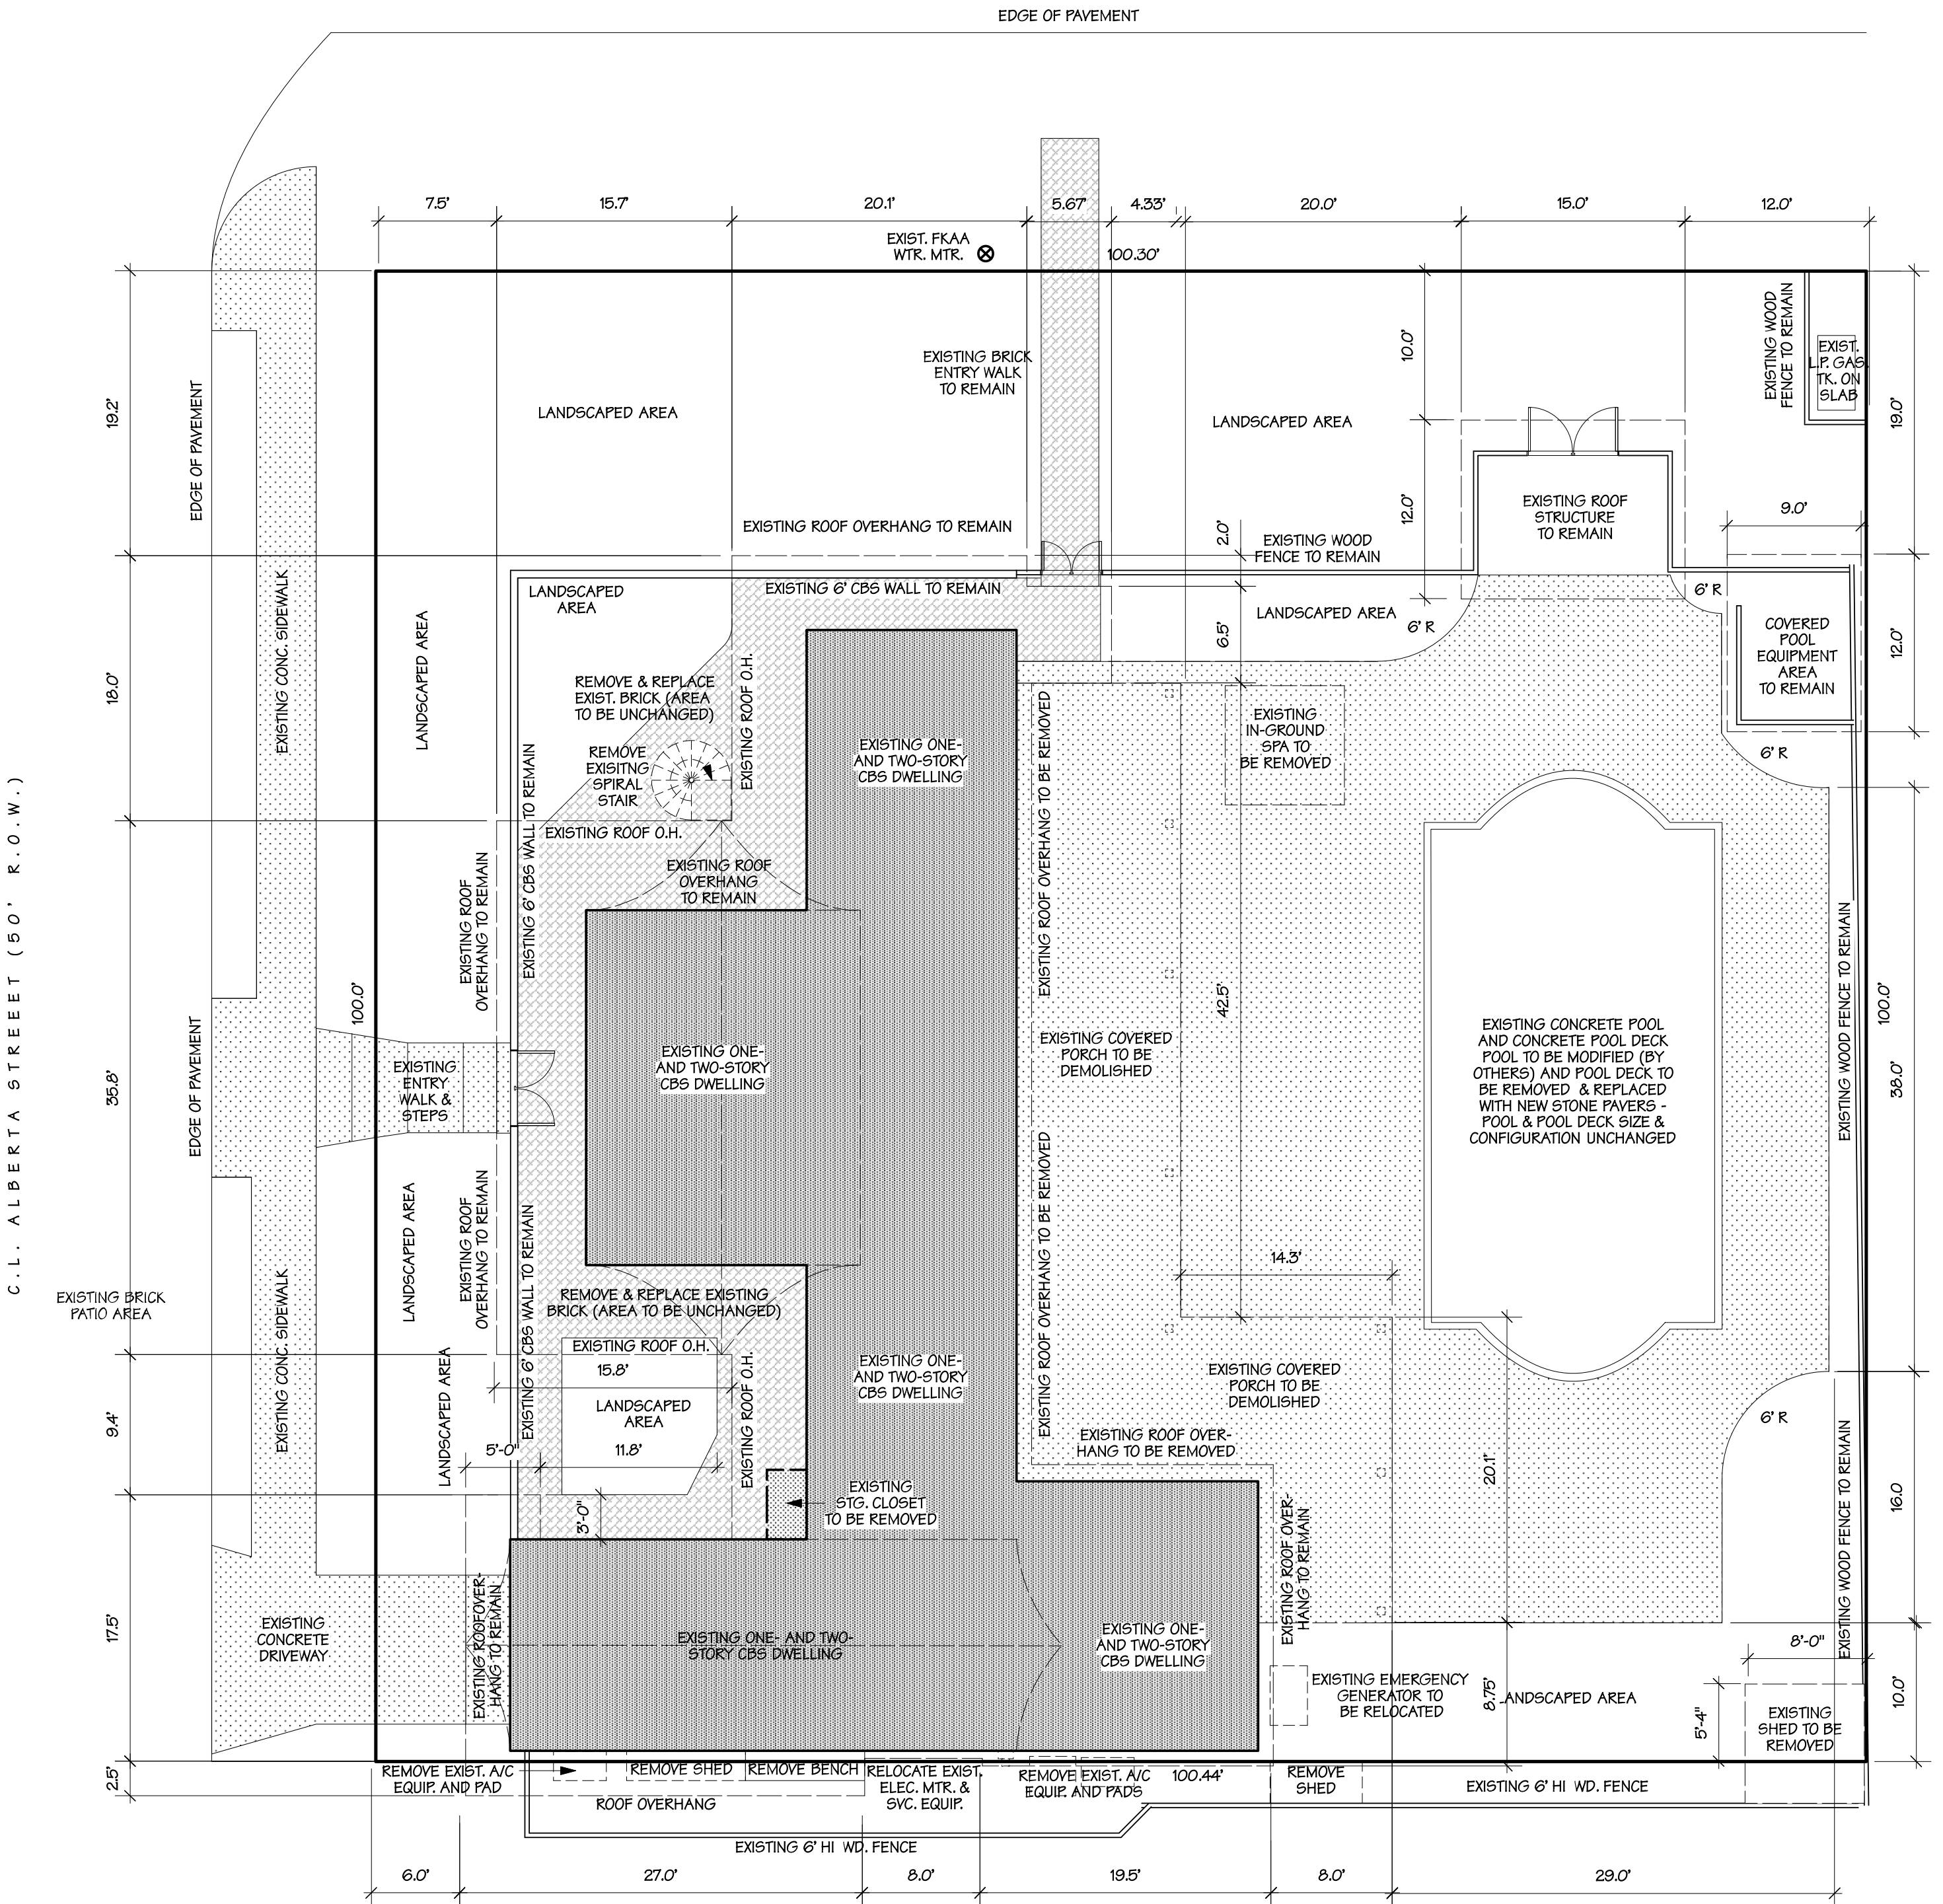 EDGE OF PAVEMENT
7.5'
15.7'
20.1'
5.67'
4.33'
20.0'
15.0'
12.0'
EXIST. FKAA
WTR. MTR.
100.30'
19.2'
EDGE OF PAVEMENT
LANDSCAPED AREA
EXISTING BRICK
ENTRY WALK
TO REMAIN
LANDSCAPED AREA
10.0'
12.0'
EXISTING WOOD
FENCE TO REMAIN
EXIST.
L.P. GAS.
TK. ON
SLAB
19.0'
EXISTING ROOF OVERHANG TO REMAIN
2.0'
EXISTING WOOD
FENCE TO REMAIN
EXISTING ROOF
STRUCTURE
TO REMAIN
9.0'
LANDSCAPED
AREA
EXISTING 6' CBS WALL TO REMAIN
LANDSCAPED AREA
6' R
6' R
6.5'
COVERED
POOL
EQUIPMENT
AREA
TO REMAIN
12.0'
18.0'
EXISTING CONC. SIDEWALK
LANDSCAPED AREA
REMOVE & REPLACE
EXIST. BRICK (AREA
TO BE UNCHANGED)
EXISTING ROOF O.H.
REMOVE
EXISITNG
SPIRAL
STAIR
EXISTING ONE-
AND TWO-STORY
CBS DWELLING
EXISTING ROOF OVERHANG TO BE REMOVED
EXISTING
IN-GROUND
SPA TO
BE REMOVED
6' R
EXISTING 6' CBS WALL TO REMAIN
EXISTING ROOF O.H.
EXISTING ROOF
OVERHANG TO REMAIN
EXISTING ROOF
OVERHANG
TO REMAIN
C.L. ALBERTA STREEET (50' R.O.W.)
100.0'
42.5'
EXISTING WOOD FENCE TO REMAIN
100.0'
35.8'
EDGE OF PAVEMENT
EXISTING
ENTRY
WALK &
STEPS
EXISTING ONE-
AND TWO-STORY
CBS DWELLING
EXISTING COVERED
PORCH TO BE
DEMOLISHED
EXISTING CONCRETE POOL
AND CONCRETE POOL DECK
POOL TO BE MODIFIED (BY
OTHERS) AND POOL DECK TO
BE REMOVED & REPLACED
WITH NEW STONE PAVERS -
POOL & POOL DECK SIZE &
CONFIGURATION UNCHANGED
38.0'
LANDSCAPED AREA
EXISTING ROOF
OVERHANG TO REMAIN
EXISTING 6' CBS WALL TO REMAIN
EXISTING ROOF OVERHANG TO BE REMOVED
14.3'
EXISTING BRICK
PATIO AREA
EXISTING CONC. SIDEWALK
REMOVE & REPLACE EXISTING
BRICK (AREA TO BE UNCHANGED)
EXISTING ROOF O.H.
15.8'
LANDSCAPED AREA
EXISTING ROOF O.H.
EXISTING ONE-
AND TWO-STORY
CBS DWELLING
EXISTING COVERED
PORCH TO BE
DEMOLISHED
LANDSCAPED
AREA
9.4'
5'-0"
11.8'
EXISTING ROOF OVER-
HANG TO BE REMOVED
6' R
20.1'
16.0
EXISTING WOOD FENCE TO REMAIN
3'-0"
EXISTING
STG. CLOSET
TO BE REMOVED
EXISTING ROOF OVER-
HANG TO REMAIN
17.5'
EXISTING
CONCRETE
DRIVEWAY
EXISTING ROOFOVER-
HANG TO REMAIN
EXISTING ONE- AND TWO-
STORY CBS DWELLING
EXISTING ONE-
AND TWO-STORY
CBS DWELLING
EXISTING EMERGENCY
GENERATOR TO
BE RELOCATED
8.75'
LANDSCAPED AREA
8'-0"
5'-4"
EXISTING
SHED TO BE
REMOVED
10.0'
2.5'
REMOVE EXIST. A/C
EQUIP. AND PAD
REMOVE SHED
REMOVE BENCH
RELOCATE EXIST.
ELEC. MTR. &
SVC. EQUIP.
REMOVE EXIST. A/C
EQUIP. AND PADS
100.44'
REMOVE
SHED
EXISTING 6' HI WD. FENCE
ROOF OVERHANG
EXISTING 6' HI WD. FENCE
6.0'
27.0'
8.0'
19.5'
8.0'
29.0'